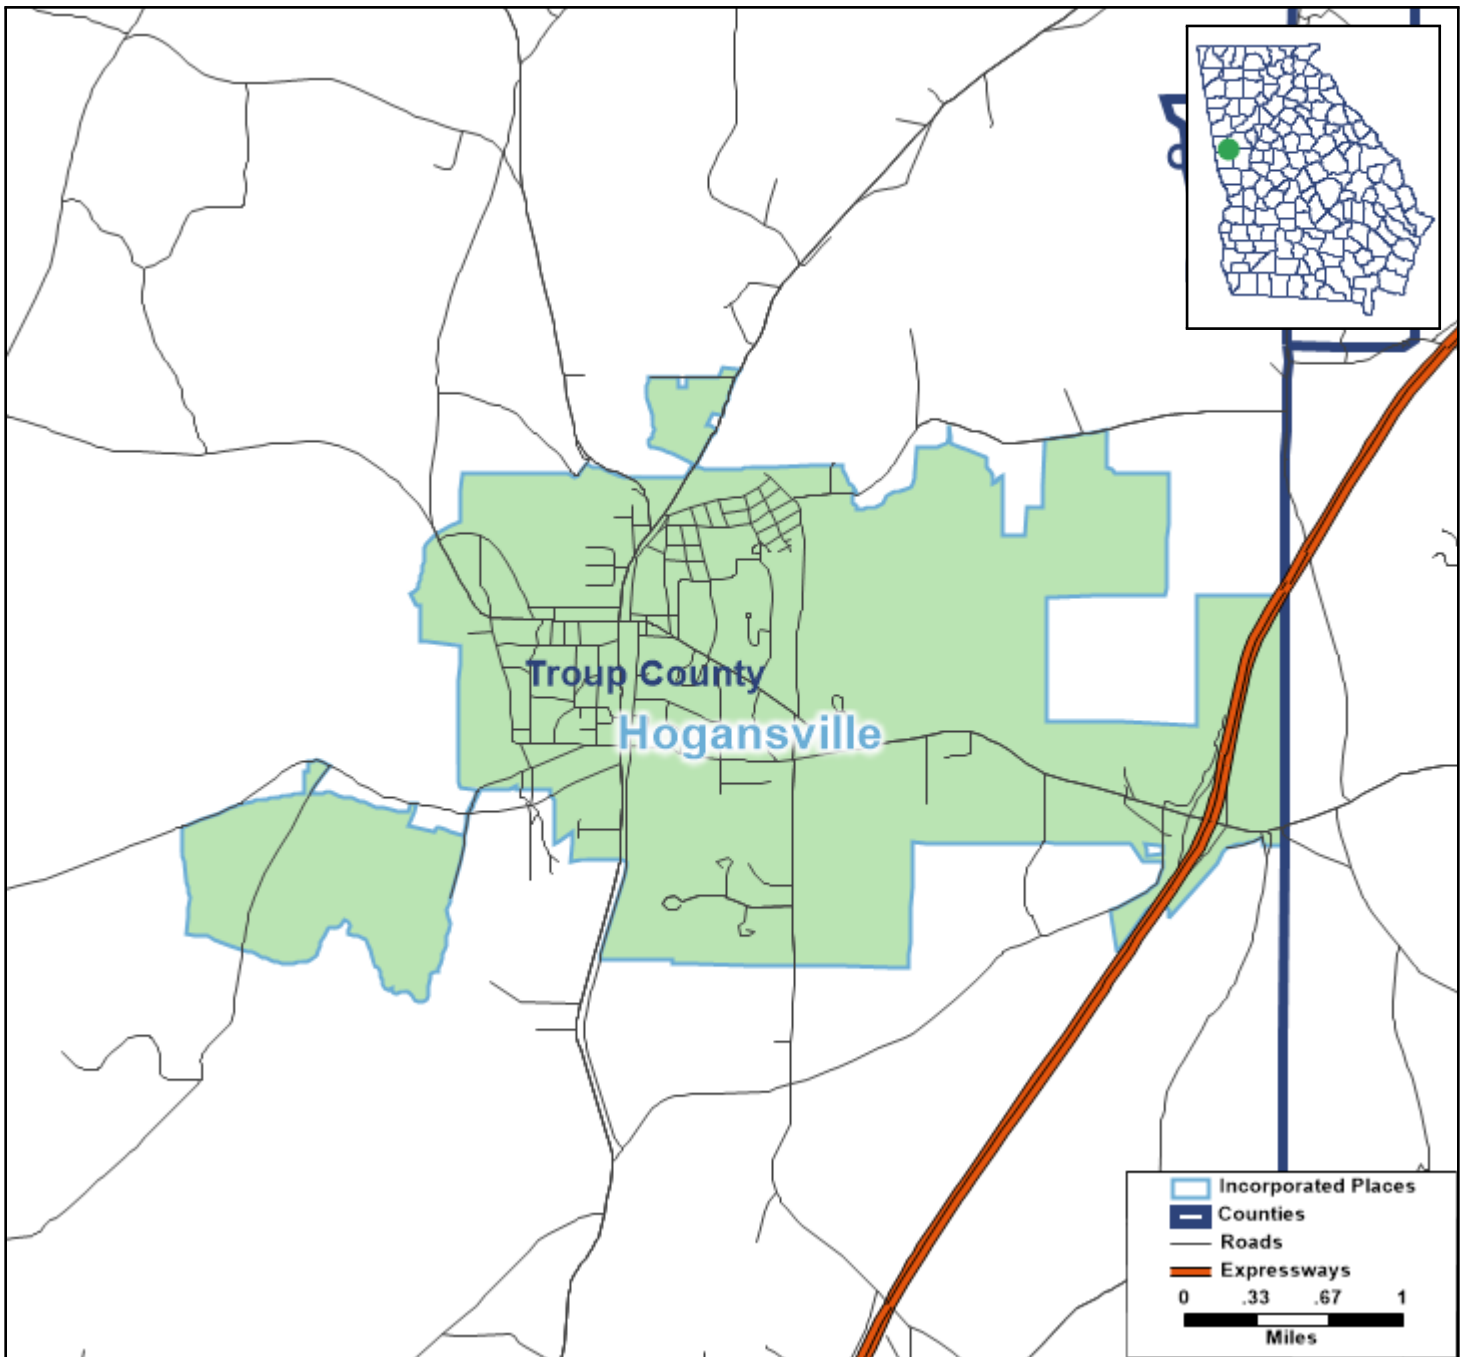 Troup County
Hogansville
Incorporated Places
Counties
Roads
Expressways
0 .33 .67 1
Miles